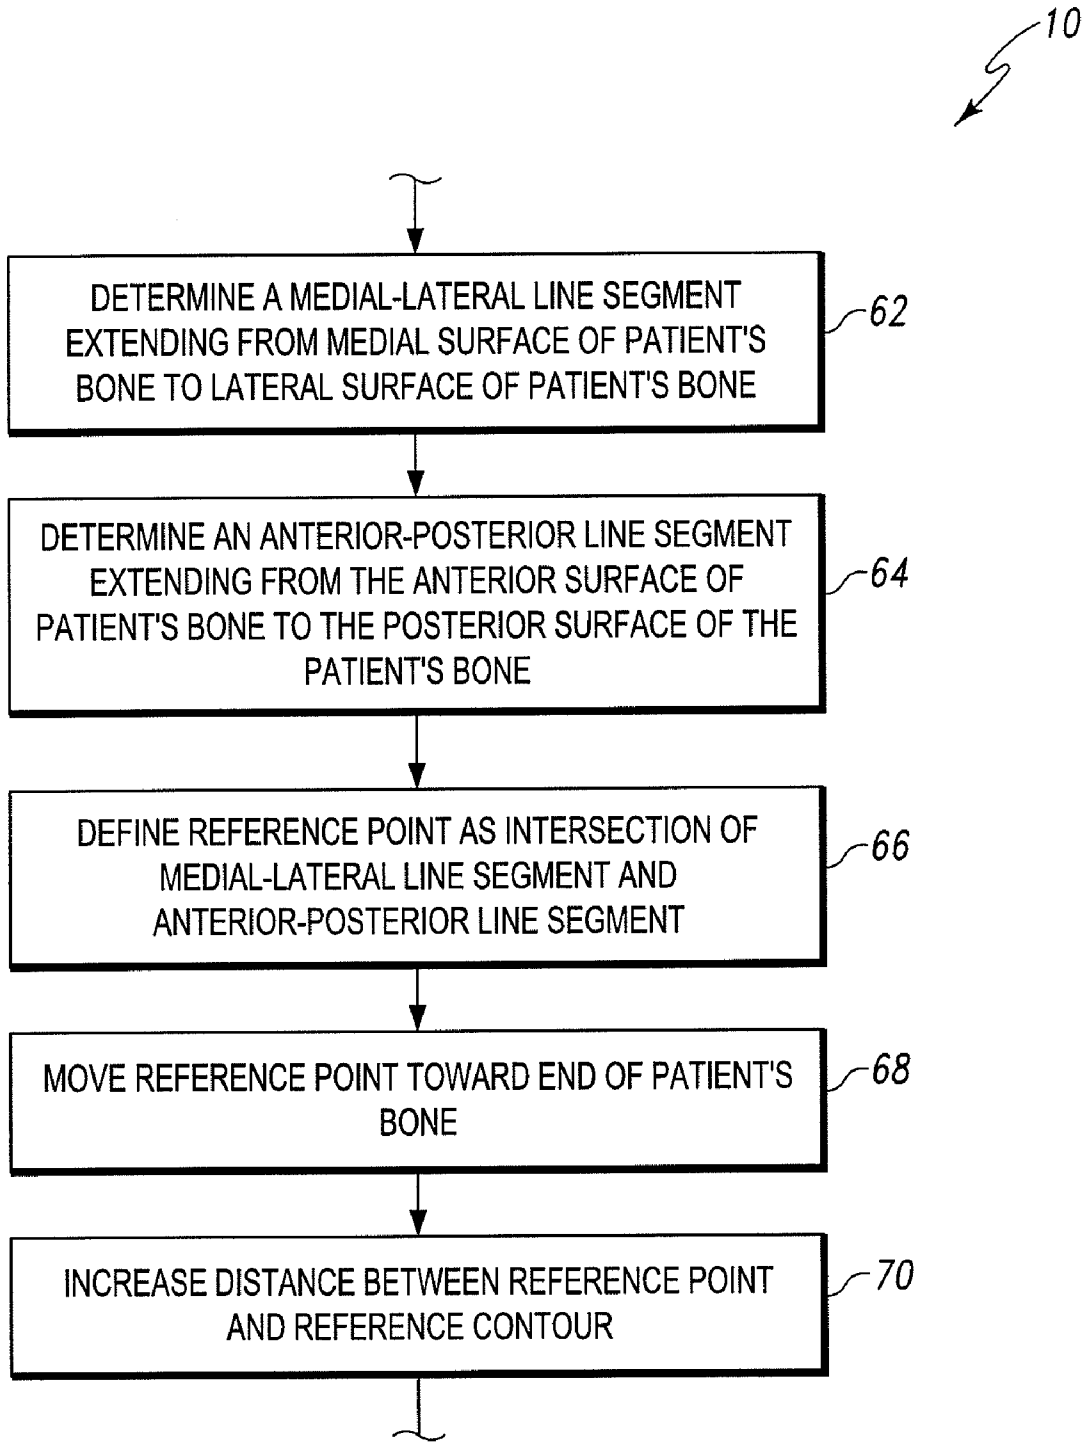 10
DETERMINE A MEDIAL-LATERAL LINE SEGMENT
EXTENDING FROM MEDIAL SURFACE OF PATIENT'S
BONE TO LATERAL SURFACE OF PATIENT'S BONE
62
DETERMINE AN ANTERIOR-POSTERIOR LINE SEGMENT
EXTENDING FROM THE ANTERIOR SURFACE OF
PATIENT'S BONE TO THE POSTERIOR SURFACE OF THE
PATIENT'S BONE
64
DEFINE REFERENCE POINT AS INTERSECTION OF
MEDIAL-LATERAL LINE SEGMENT AND
ANTERIOR-POSTERIOR LINE SEGMENT
66
MOVE REFERENCE POINT TOWARD END OF PATIENT'S
BONE
68
INCREASE DISTANCE BETWEEN REFERENCE POINT
AND REFERENCE CONTOUR
70